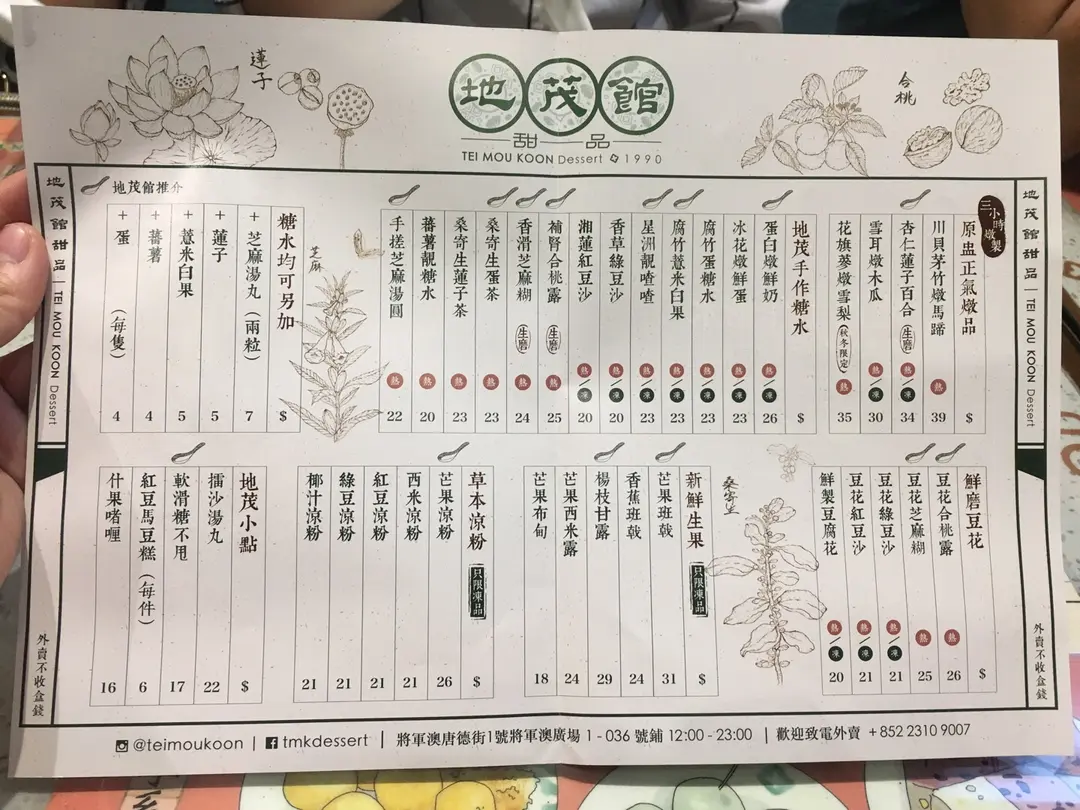 蓮子
地茂館
甜品
TEI MOU KOON Dessert 1990
合桃
地茂館甜品 | TEI MOU KOON Dessert
外賣不收盒錢
地茂館甜品 | TEI MOU KOON Dessert
外賣不收盒錢
地茂館推介
三小時燉製
原盅正氣燉品 $
川貝茅竹燉馬蹄 熱 39
杏仁蓮子百合 生磨 熱/凍 34
雪耳燉木瓜 熱/凍 30
花旗蔘燉雪梨 (秋冬限定) 熱 35
地茂手作糖水 $
蛋白燉鮮奶 熱/凍 26
冰花燉鮮蛋 熱/凍 23
腐竹蛋糖水 熱/凍 23
腐竹薏米白果 熱/凍 23
星洲靚喳喳 熱/凍 23
香草綠豆沙 熱/凍 20
湘蓮紅豆沙 熱/凍 20
補腎合桃露 生磨 熱 25
香滑芝麻糊 生磨 熱 24
桑寄生蛋茶 熱 23
桑寄生蓮子茶 熱 23
蕃薯靚糖水 熱 20
手搓芝麻湯圓 熱 22
芝麻
糖水均可另加 $
+ 芝麻湯丸 (兩粒) 7
+ 蓮子 5
+ 薏米白果 5
+ 蕃薯 4
+ 蛋 (每隻) 4
鮮磨豆花 $
豆花合桃露 熱 26
豆花芝麻糊 熱 25
豆花綠豆沙 熱/凍 21
豆花紅豆沙 熱/凍 21
鮮製豆腐花 熱/凍 20
桑寄生
新鮮生果 只限凍品 $
芒果班戟 31
香蕉班戟 24
楊枝甘露 29
芒果西米露 24
芒果布甸 18
草本涼粉 只限凍品 $
芒果涼粉 26
西米涼粉 21
紅豆涼粉 21
綠豆涼粉 21
椰汁涼粉 21
地茂小點 $
擂沙湯丸 22
軟滑糖不甩 17
紅豆馬豆糕 (每件) 6
什果啫喱 16
@teimoukoon | tmkdessert | 將軍澳唐德街1號將軍澳廣場 1 - 036 號鋪 12:00 - 23:00 | 歡迎致電外賣 +852 2310 9007